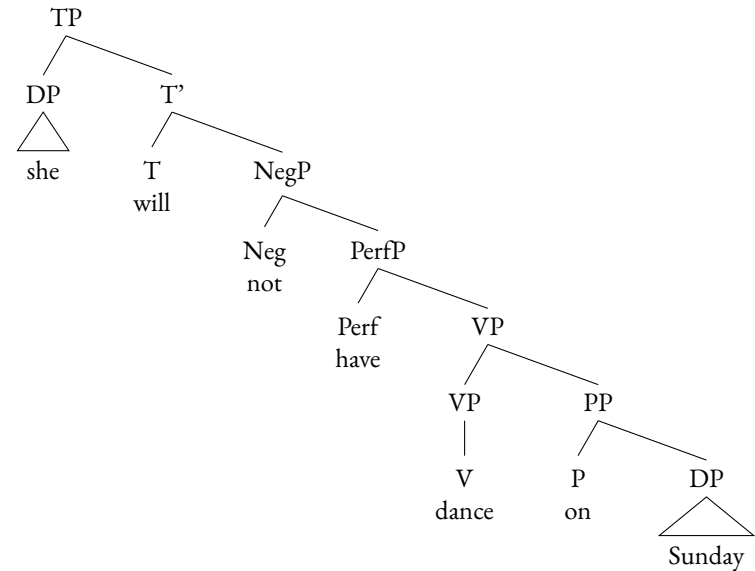 TP
DP T’
she T NegP
will
Neg PerfP
not
Perf VP
have
VP PP
V P DP
dance on
Sunday